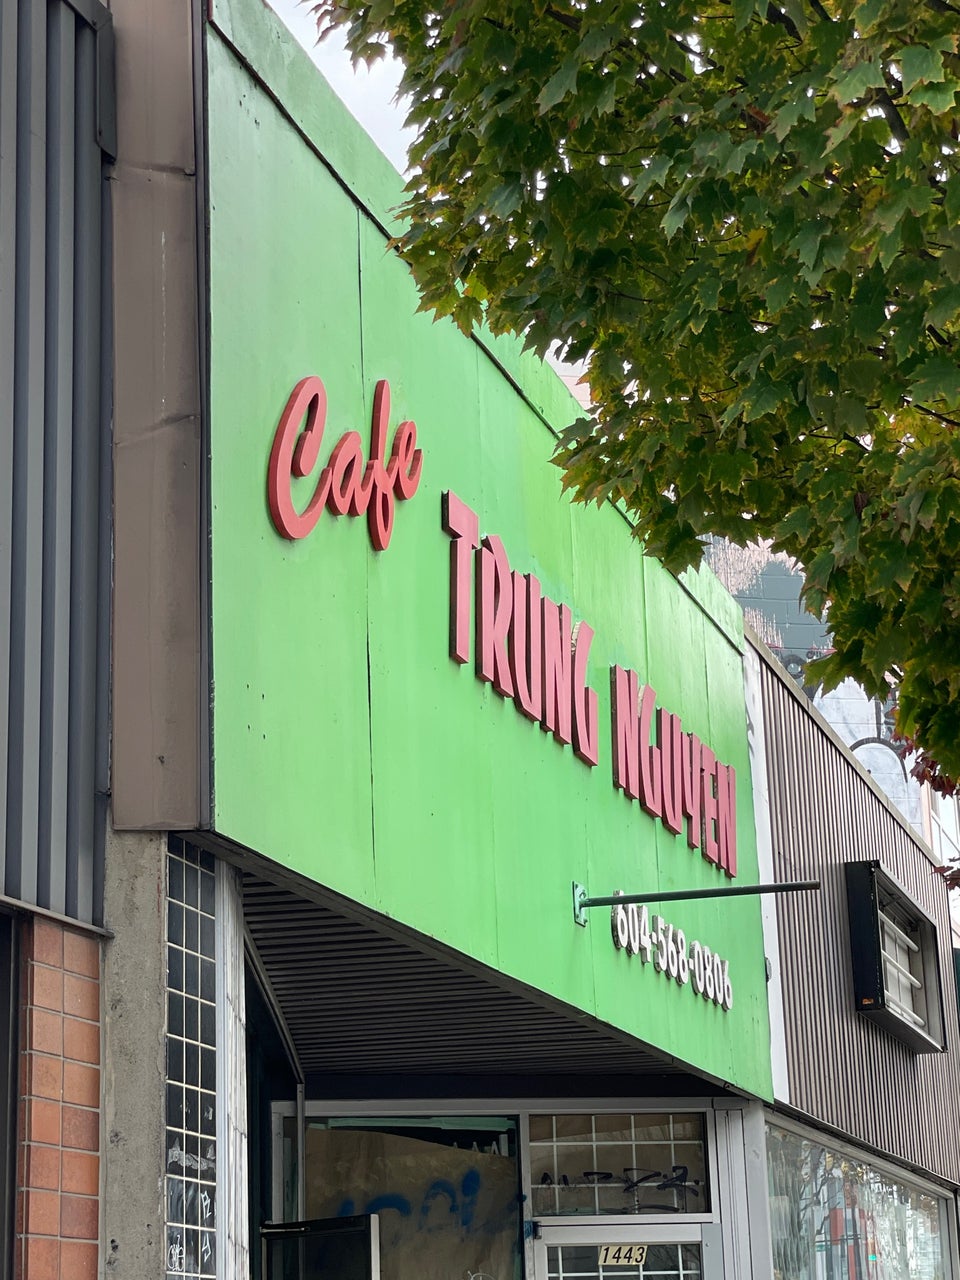 Cafe
TRUNG NGUYEN
604-568-0806
1443